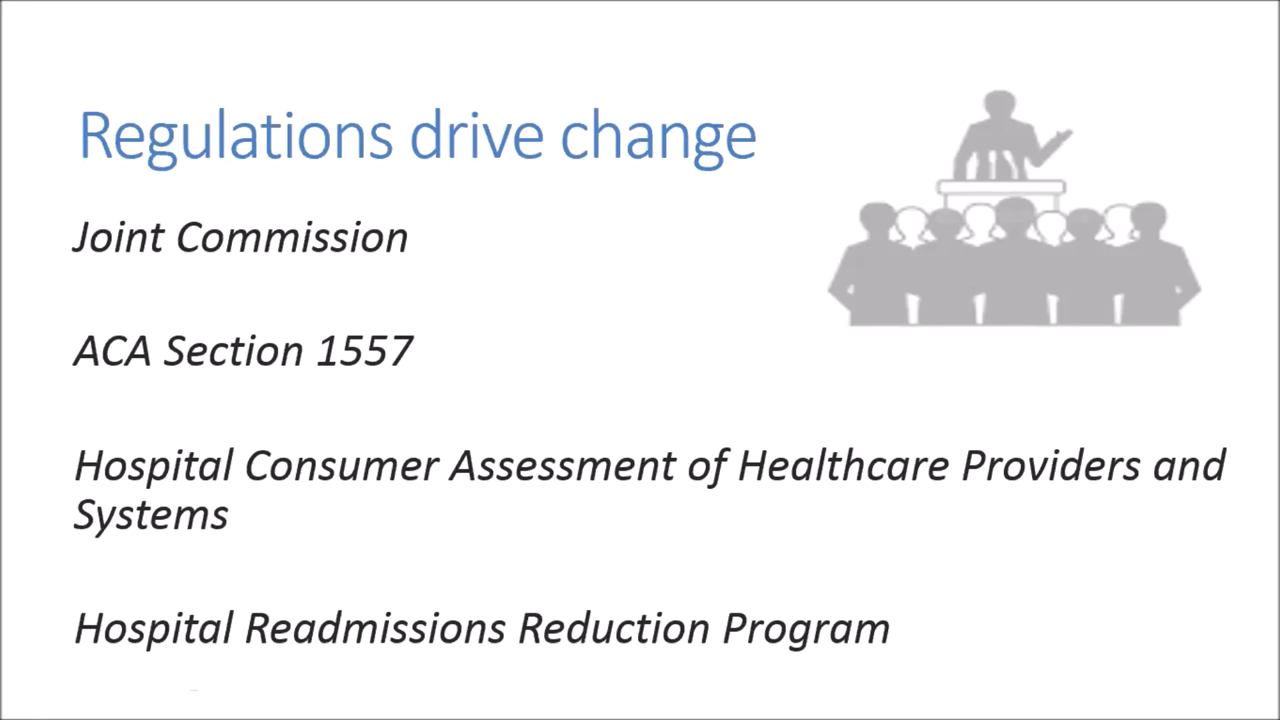 Regulations drive change
Joint Commission
ACA Section 1557
Hospital Consumer Assessment of Healthcare Providers and
Systems
Hospital Readmissions Reduction Program